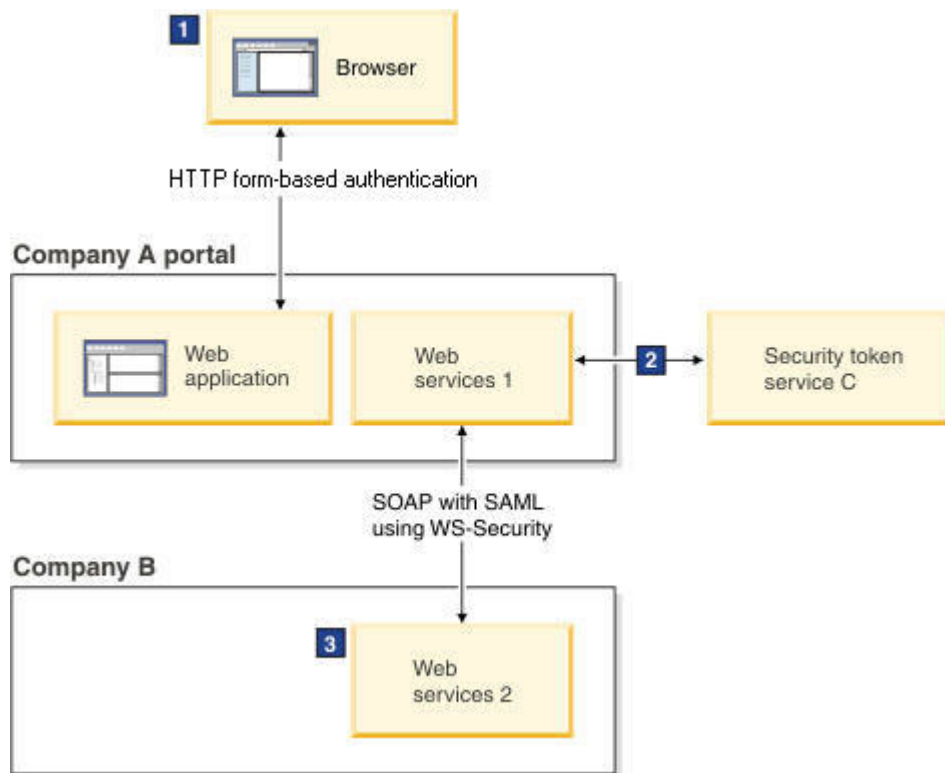 1
Browser
HTTP form-based authentication
Company A portal
Web
application
Web
services 1
2
Security token
service C
SOAP with SAML
using WS-Security
Company B
3
Web
services 2